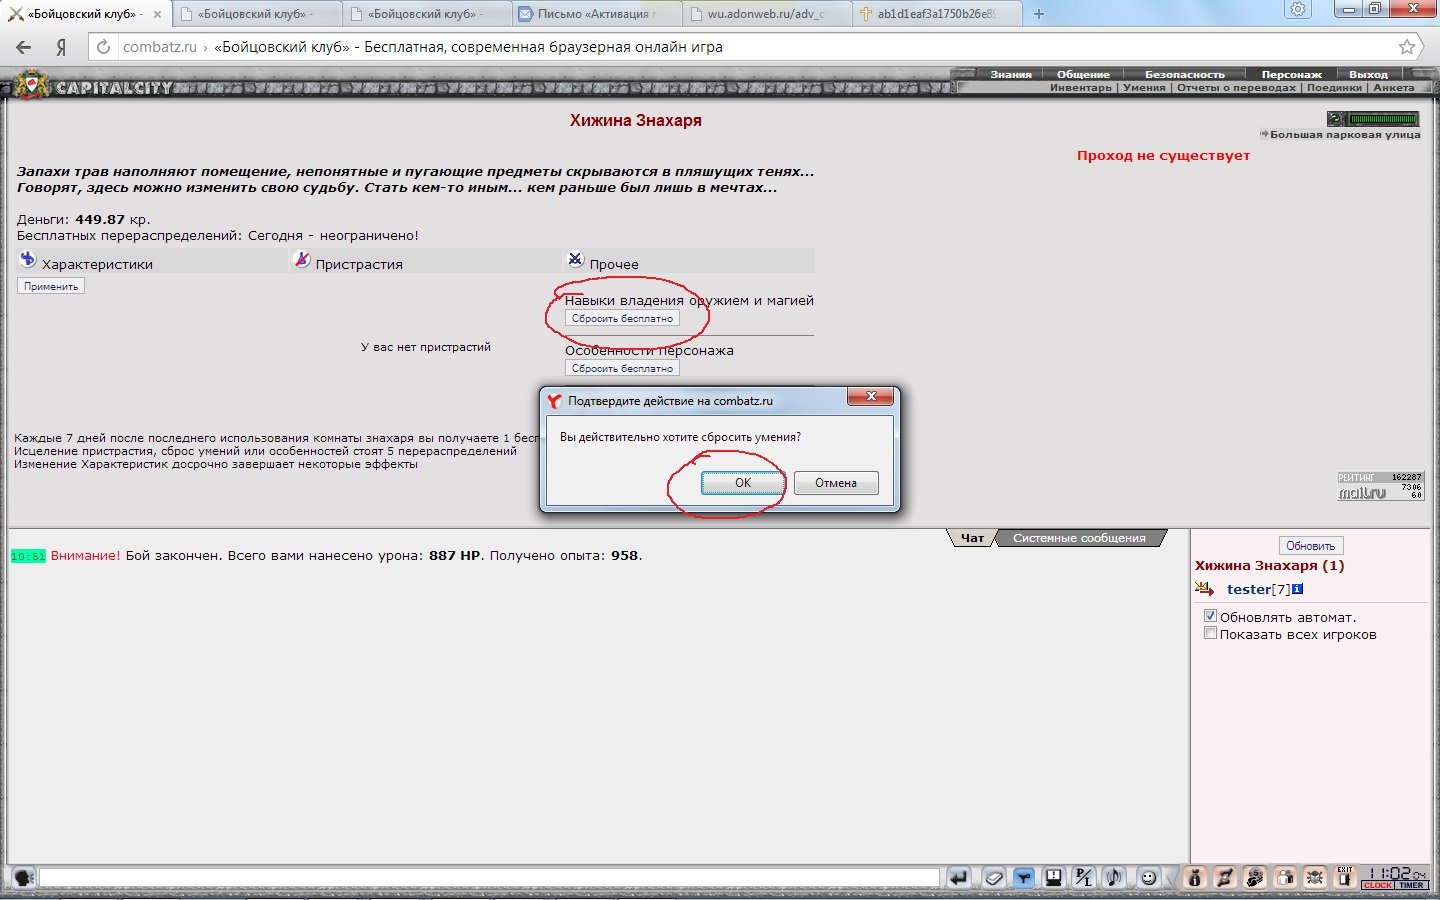 «Бойцовский клуб» -
«Бойцовский клуб» -
«Бойцовский клуб» -
Письмо «Активация
wu.adonweb.ru/adv_c
ab1d1eaf3a1750b26e89
Я
combatz.ru › «Бойцовский клуб» - Бесплатная, современная браузерная онлайн игра
CAPITALCITY
Знания Общение Безопасность Персонаж Выход
Инвентарь | Умения | Отчеты о переводах | Поединки | Анкета
Хижина Знахаря
Большая парковая улица
Проход не существует
Запахи трав наполняют помещение, непонятные и пугающие предметы скрываются в пляшущих тенях...
Говорят, здесь можно изменить свою судьбу. Стать кем-то иным... кем раньше был лишь в мечтах...
Деньги: 449.87 кр.
Бесплатных перераспределений: Сегодня - неограничено!
Характеристики Пристрастия Прочее
Применить
Навыки владения оружием и магией
Сбросить бесплатно
У вас нет пристрастий
Особенности персонажа
Сбросить бесплатно
Подтвердите действие на combatz.ru
Вы действительно хотите сбросить умения?
OK Отмена
Каждые 7 дней после последнего использования комнаты знахаря вы получаете 1 бесп
Исцеление пристрастия, сброс умений или особенностей стоят 5 перераспределений
Изменение Характеристик досрочно завершает некоторые эффекты
РЕЙТИНГ 162287
mail.ru 7306
60
Чат Системные сообщения
10:51 Внимание! Бой закончен. Всего вами нанесено урона: 887 HP. Получено опыта: 958.
Обновить
Хижина Знахаря (1)
tester[7]
Обновлять автомат.
Показать всех игроков
P/L
EXIT
11:02
CLOCK TIMER